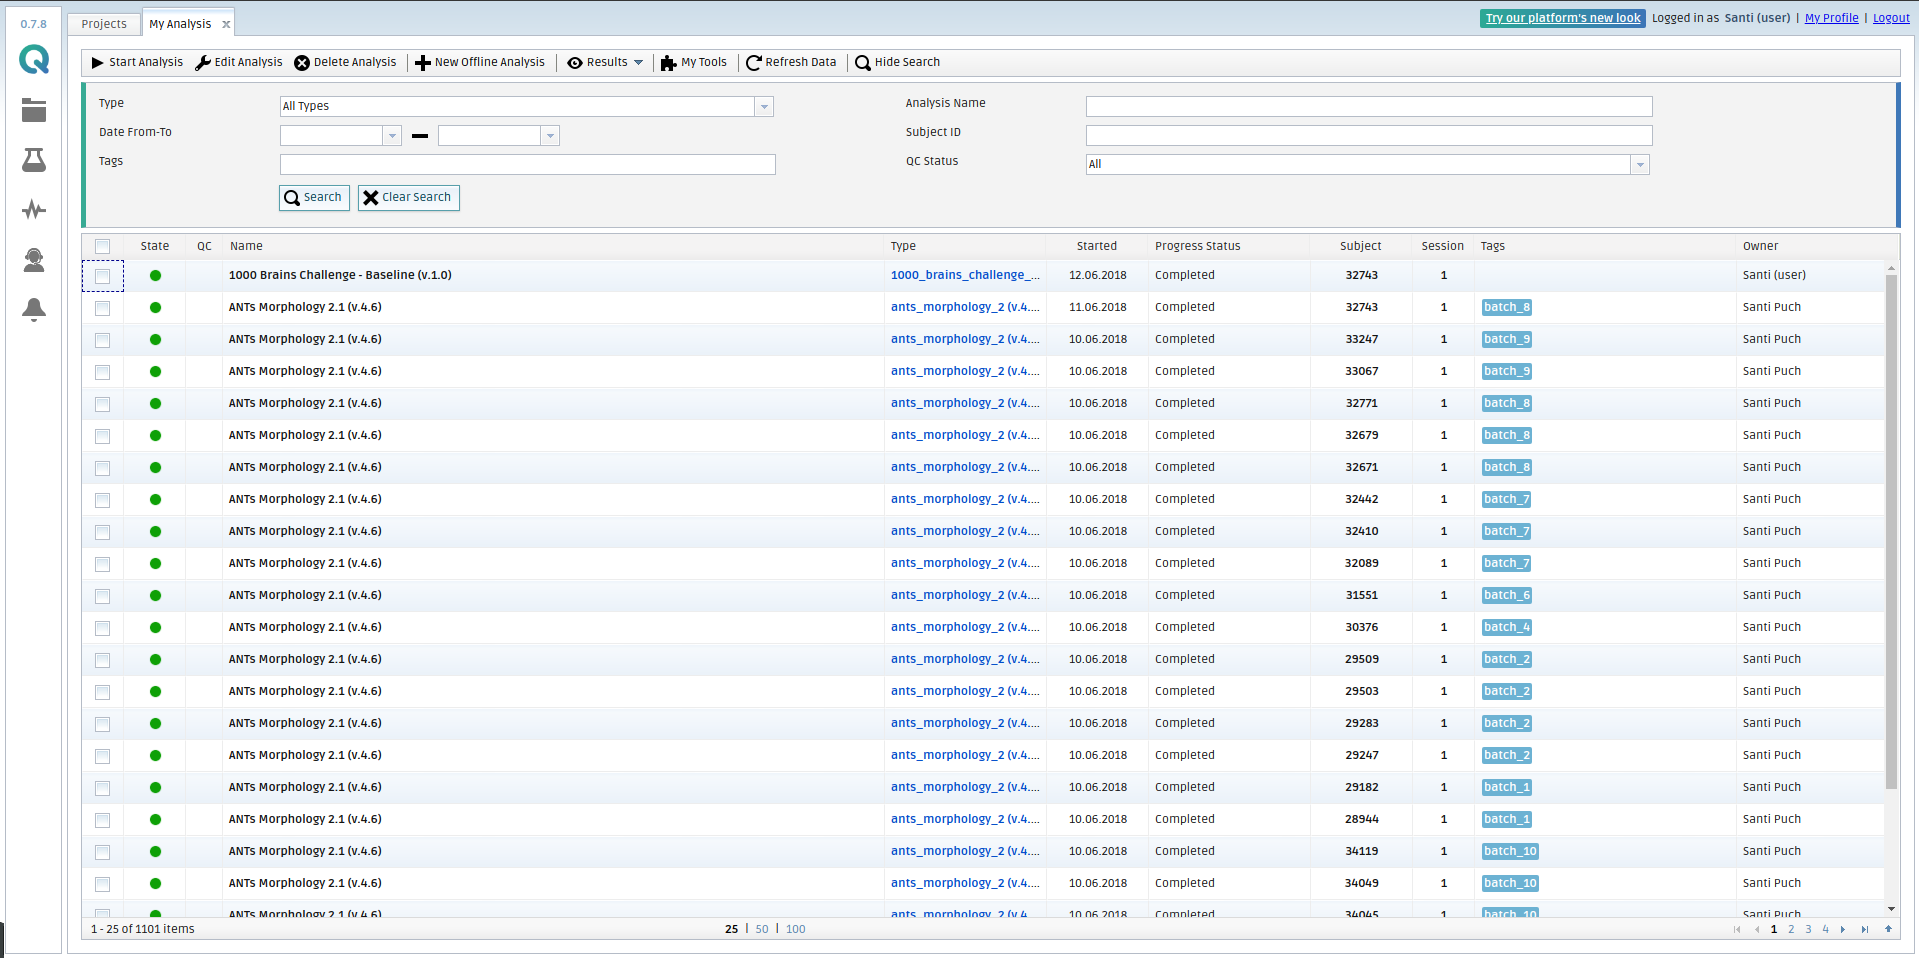 0.7.8
Projects
My Analysis x
Try our platform's new look Logged in as Santi (user) | My Profile | Logout
Start Analysis Edit Analysis Delete Analysis New Offline Analysis Results My Tools Refresh Data Hide Search
Type All Types Analysis Name
Date From-To Subject ID
Tags QC Status All
Search Clear Search
State QC Name Type Started Progress Status Subject Session Tags Owner
1000 Brains Challenge - Baseline (v.1.0) 1000_brains_challenge_... 12.06.2018 Completed 32743 1 Santi (user)
ANTs Morphology 2.1 (v.4.6) ants_morphology_2 (v.4.... 11.06.2018 Completed 32743 1 batch_8 Santi Puch
ANTs Morphology 2.1 (v.4.6) ants_morphology_2 (v.4.... 10.06.2018 Completed 33247 1 batch_9 Santi Puch
ANTs Morphology 2.1 (v.4.6) ants_morphology_2 (v.4.... 10.06.2018 Completed 33067 1 batch_9 Santi Puch
ANTs Morphology 2.1 (v.4.6) ants_morphology_2 (v.4.... 10.06.2018 Completed 32771 1 batch_8 Santi Puch
ANTs Morphology 2.1 (v.4.6) ants_morphology_2 (v.4.... 10.06.2018 Completed 32679 1 batch_8 Santi Puch
ANTs Morphology 2.1 (v.4.6) ants_morphology_2 (v.4.... 10.06.2018 Completed 32671 1 batch_8 Santi Puch
ANTs Morphology 2.1 (v.4.6) ants_morphology_2 (v.4.... 10.06.2018 Completed 32442 1 batch_7 Santi Puch
ANTs Morphology 2.1 (v.4.6) ants_morphology_2 (v.4.... 10.06.2018 Completed 32410 1 batch_7 Santi Puch
ANTs Morphology 2.1 (v.4.6) ants_morphology_2 (v.4.... 10.06.2018 Completed 32089 1 batch_7 Santi Puch
ANTs Morphology 2.1 (v.4.6) ants_morphology_2 (v.4.... 10.06.2018 Completed 31551 1 batch_6 Santi Puch
ANTs Morphology 2.1 (v.4.6) ants_morphology_2 (v.4.... 10.06.2018 Completed 30376 1 batch_4 Santi Puch
ANTs Morphology 2.1 (v.4.6) ants_morphology_2 (v.4.... 10.06.2018 Completed 29509 1 batch_2 Santi Puch
ANTs Morphology 2.1 (v.4.6) ants_morphology_2 (v.4.... 10.06.2018 Completed 29503 1 batch_2 Santi Puch
ANTs Morphology 2.1 (v.4.6) ants_morphology_2 (v.4.... 10.06.2018 Completed 29283 1 batch_2 Santi Puch
ANTs Morphology 2.1 (v.4.6) ants_morphology_2 (v.4.... 10.06.2018 Completed 29247 1 batch_2 Santi Puch
ANTs Morphology 2.1 (v.4.6) ants_morphology_2 (v.4.... 10.06.2018 Completed 29182 1 batch_1 Santi Puch
ANTs Morphology 2.1 (v.4.6) ants_morphology_2 (v.4.... 10.06.2018 Completed 28944 1 batch_1 Santi Puch
ANTs Morphology 2.1 (v.4.6) ants_morphology_2 (v.4.... 10.06.2018 Completed 34119 1 batch_10 Santi Puch
ANTs Morphology 2.1 (v.4.6) ants_morphology_2 (v.4.... 10.06.2018 Completed 34049 1 batch_10 Santi Puch
ANTs Morphology 2.1 (v.4.6) ants_morphology_2 (v.4.... 10.06.2018 Completed 34045 1 batch_10 Santi Puch
1 - 25 of 1101 items 25 | 50 | 100 1 2 3 4